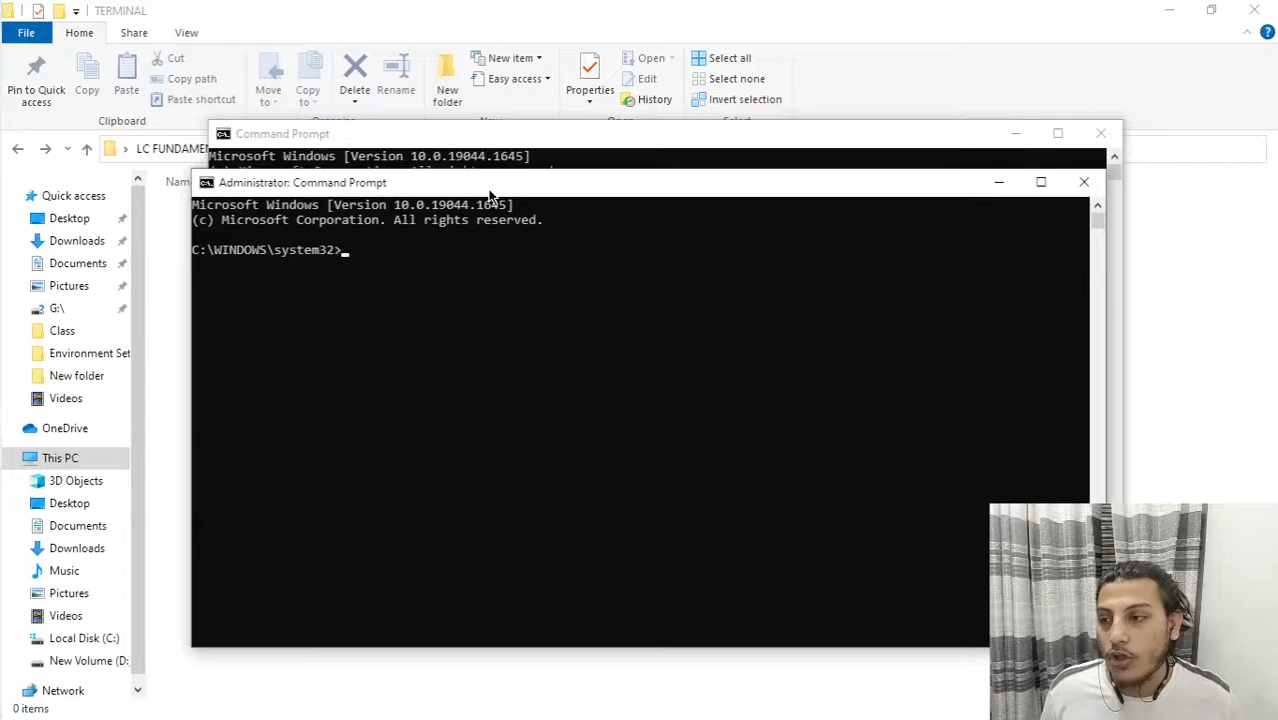 TERMINAL
File
Home
Share
View
Pin to Quick access
Copy
Paste
Cut
Copy path
Paste shortcut
Clipboard
Move to
Copy to
Delete
Rename
New folder
New item
Easy access
Properties
Open
Edit
History
Select all
Select none
Invert selection
LC FUNDAMEN
Command Prompt
Microsoft Windows [Version 10.0.19044.1645]
Administrator: Command Prompt
Microsoft Windows [Version 10.0.19044.1645]
(c) Microsoft Corporation. All rights reserved.
C:\WINDOWS\system32>
Nam
Quick access
Desktop
Downloads
Documents
Pictures
G:\
Class
Environment Set
New folder
Videos
OneDrive
This PC
3D Objects
Desktop
Documents
Downloads
Music
Pictures
Videos
Local Disk (C:)
New Volume (D:
Network
0 items